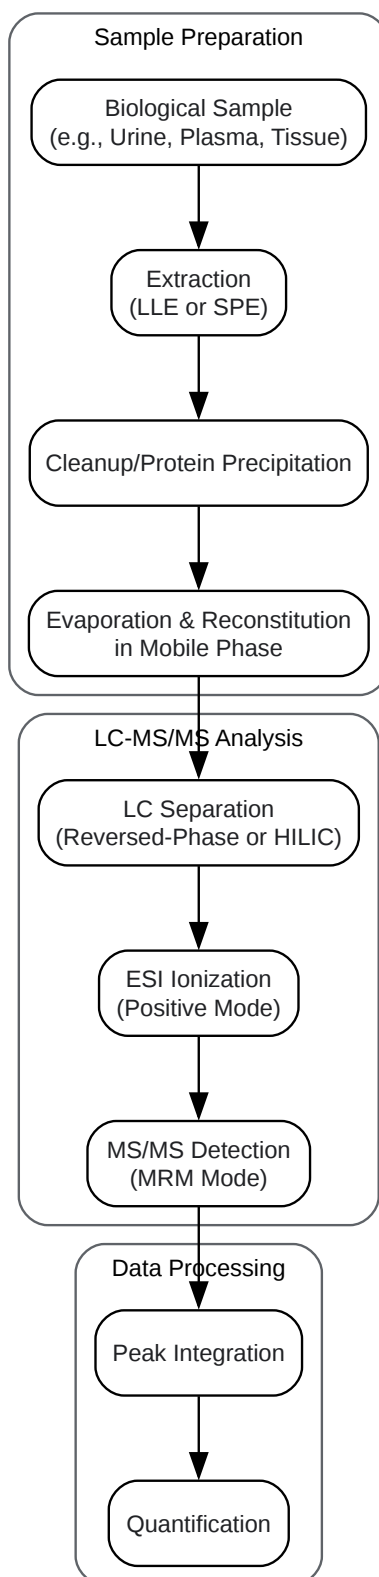 Sample Preparation
Biological Sample
(e.g., Urine, Plasma, Tissue)
Extraction
(LLE or SPE)
Cleanup/Protein Precipitation
Evaporation & Reconstitution
in Mobile Phase
LC-MS/MS Analysis
LC Separation
(Reversed-Phase or HILIC)
ESI Ionization
(Positive Mode)
MS/MS Detection
(MRM Mode)
Data Processing
Peak Integration
Quantification